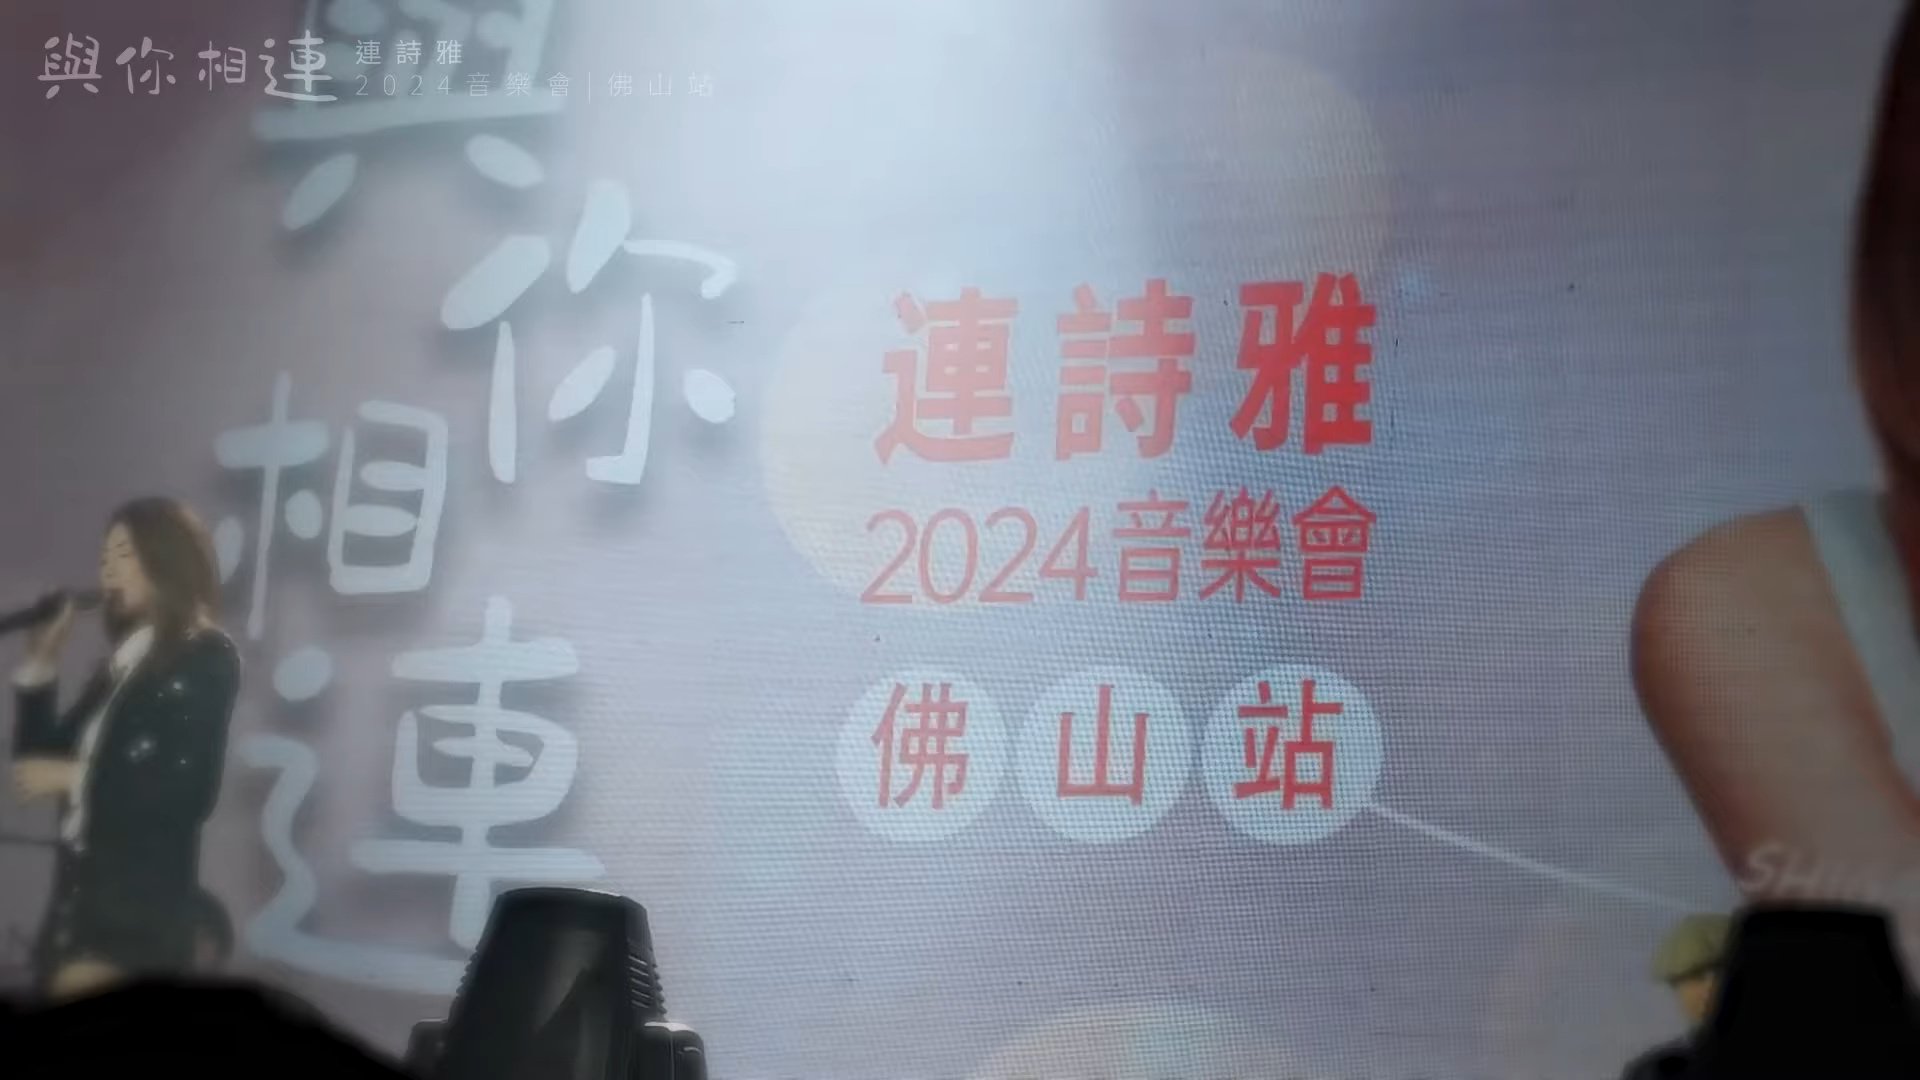 與你相連
連詩雅
2024音樂會|佛山站
與
你
相
連
連詩雅
2024音樂會
佛山站